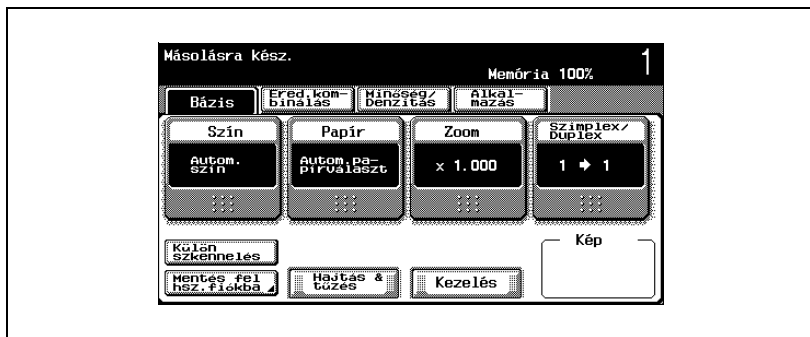 Másolásra Kész.
Memória 100%
1
Bázis
Ered.kom-
binálás
Minőség/
Denzitás
Alkal-
mazás
Szín
Papír
Zoom
Szimplex/
Duplex
Autom.
szín
Autom.pa-
pírválaszt
x 1.000
1 → 1
Külön
szkennelés
Kép
Mentés fel
hsz.fiókba
Hajtás &
tűzés
Kezelés